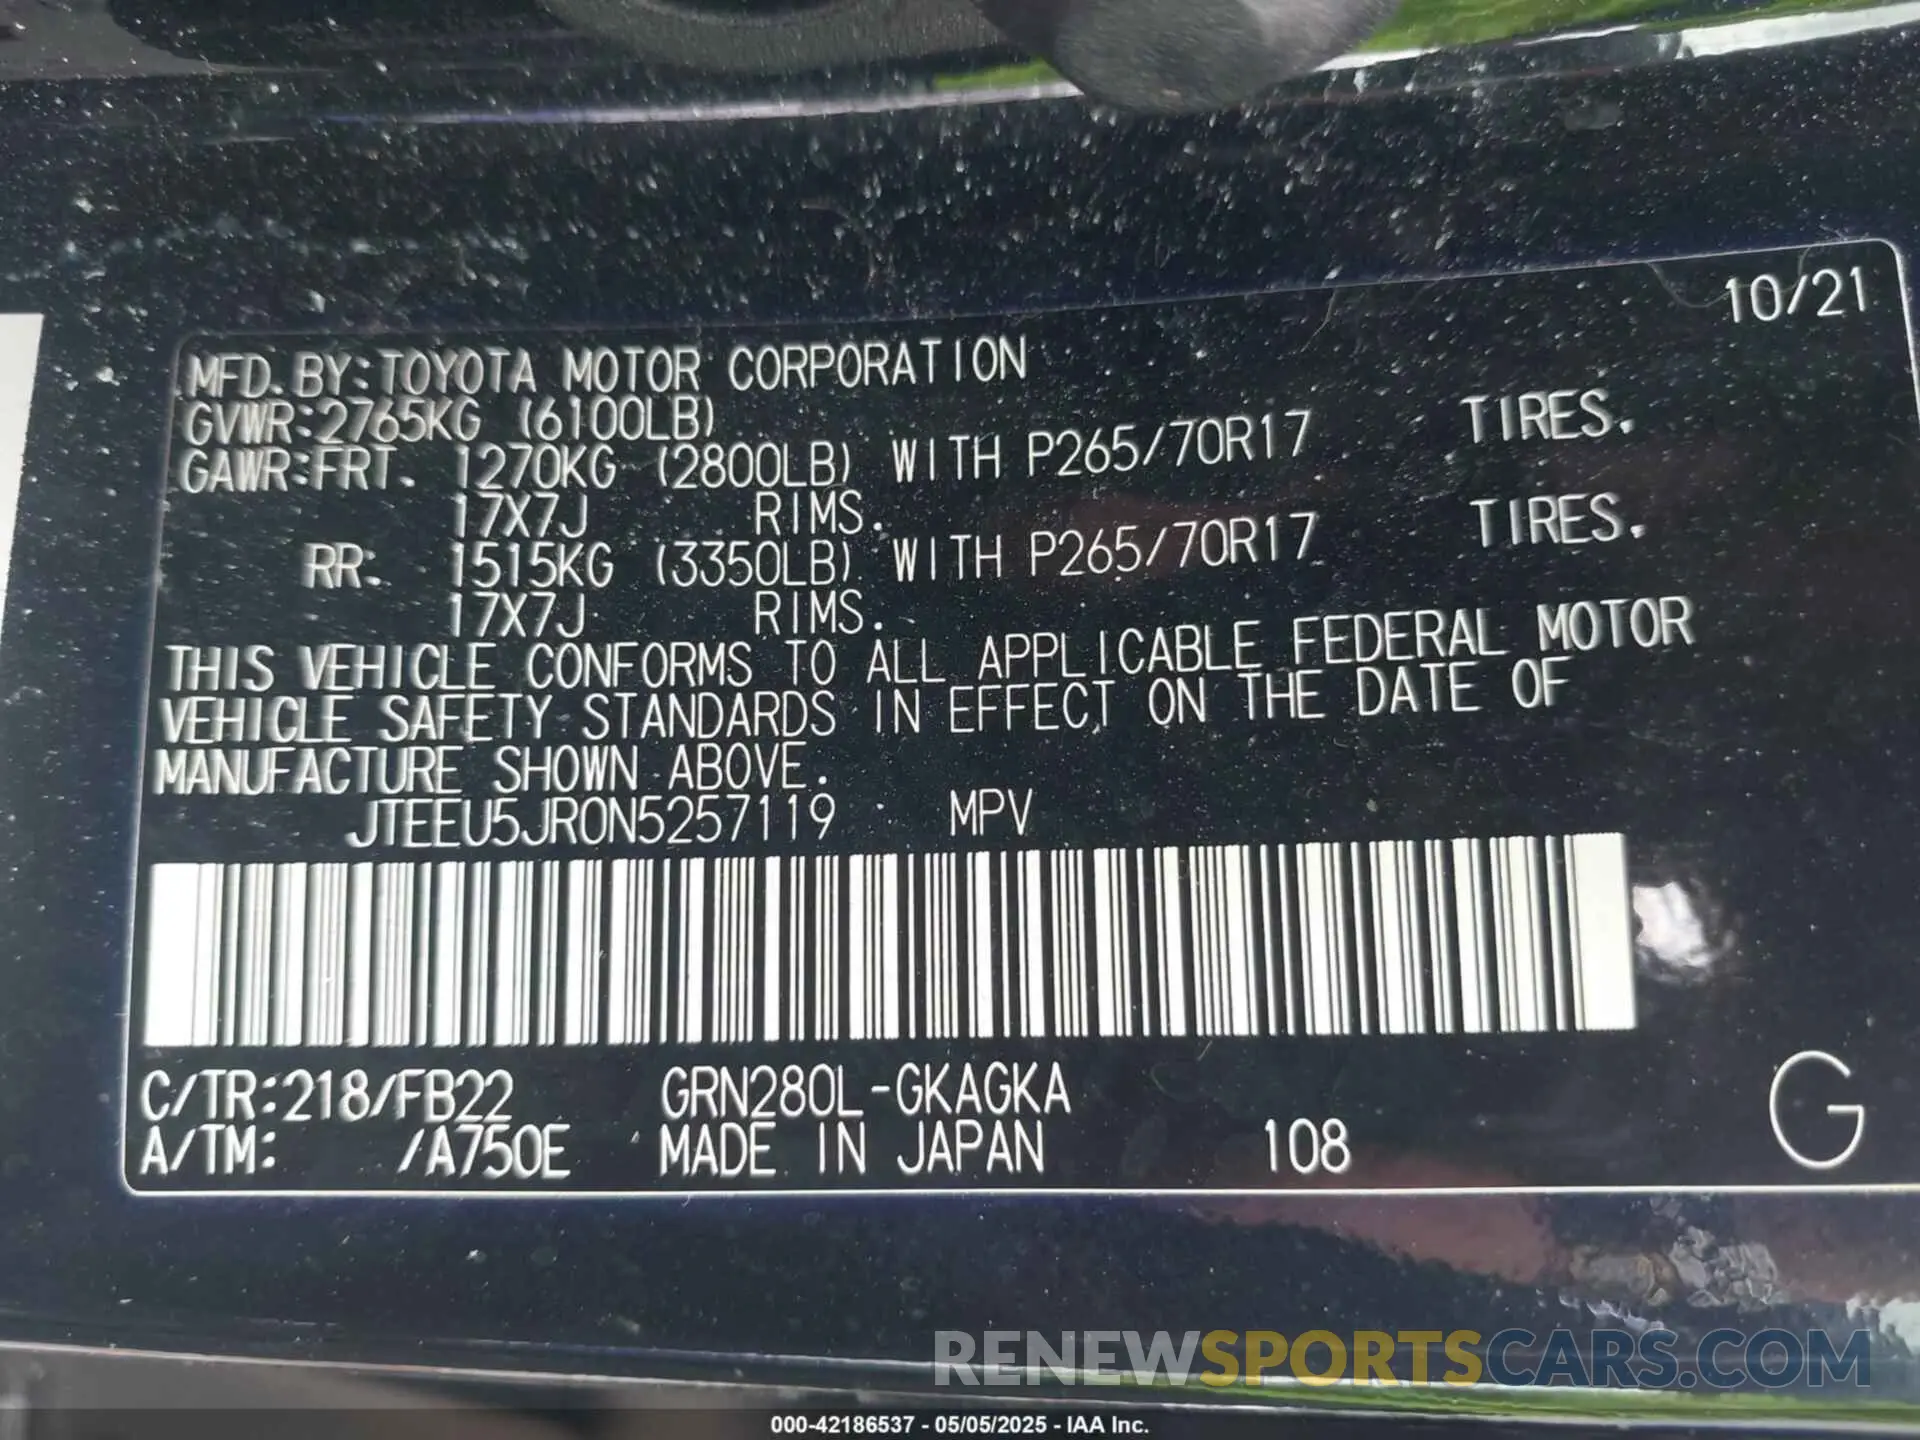 10/21
MFD. BY: TOYOTA MOTOR CORPORATION
GVWR: 2765KG (6100LB)
GAWR: FRT. 1270KG (2800LB) WITH P265/70R17 TIRES.
17X7J RIMS.
RR: 1515KG (3350LB) WITH P265/70R17 TIRES.
17X7J RIMS.
THIS VEHICLE CONFORMS TO ALL APPLICABLE FEDERAL MOTOR
VEHICLE SAFETY STANDARDS IN EFFECT ON THE DATE OF
MANUFACTURE SHOWN ABOVE.
JTEEU5JR0N5257119 MPV
C/TR: 218/FB22 GRN280L-GKAGKA
A/TM: /A750E MADE IN JAPAN 108 G
RENEWSPORTSCARS.COM
000-42186537 - 05/05/2025 - IAA Inc.